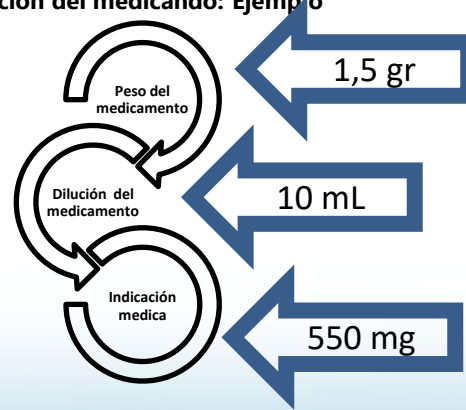 ción del medicando: Ejemplo
Peso del
medicamento
1,5 gr
Dilución del
medicamento
10 mL
Indicación
medica
550 mg